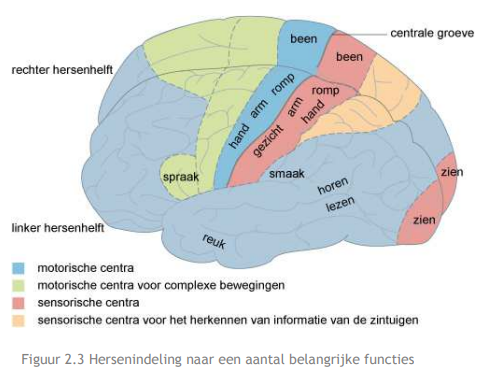 been
centrale groeve
been
rechter hersenhelft
romp
romp
arm
arm
hand
hand
gezicht
spraak
smaak
zien
horen
lezen
zien
linker hersenhelft
reuk
motorische centra
motorische centra voor complexe bewegingen
sensorische centra
sensorische centra voor het herkennen van informatie van de zintuigen
Figuur 2.3 Hersenindeling naar een aantal belangrijke functies